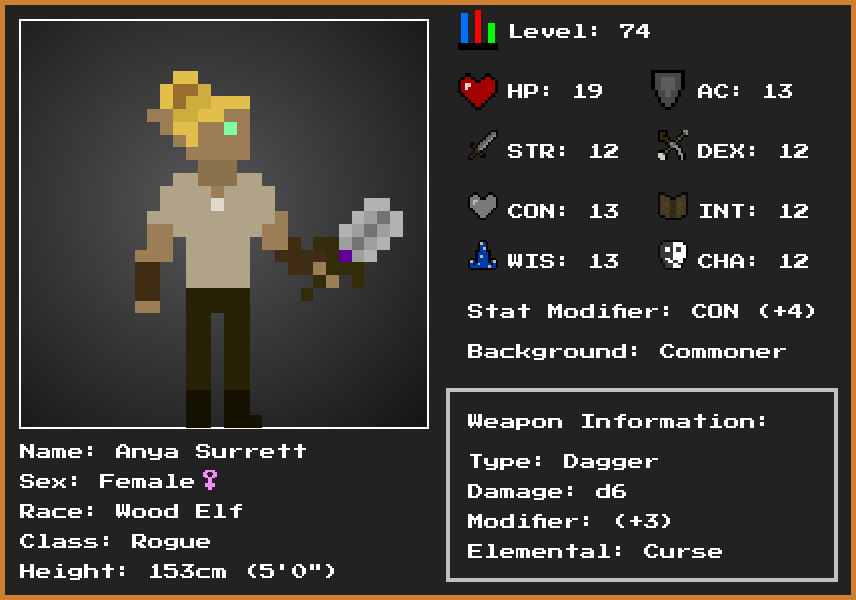 Level: 74
HP: 19 AC: 13
STR: 12 DEX: 12
CON: 13 INT: 12
WIS: 13 CHA: 12
Stat Modifier: CON (+4)
Background: Commoner
Weapon Information:
Type: Dagger
Damage: d6
Modifier: (+3)
Elemental: Curse
Name: Anya Surrett
Sex: Female♀
Race: Wood Elf
Class: Rogue
Height: 153cm (5'0")